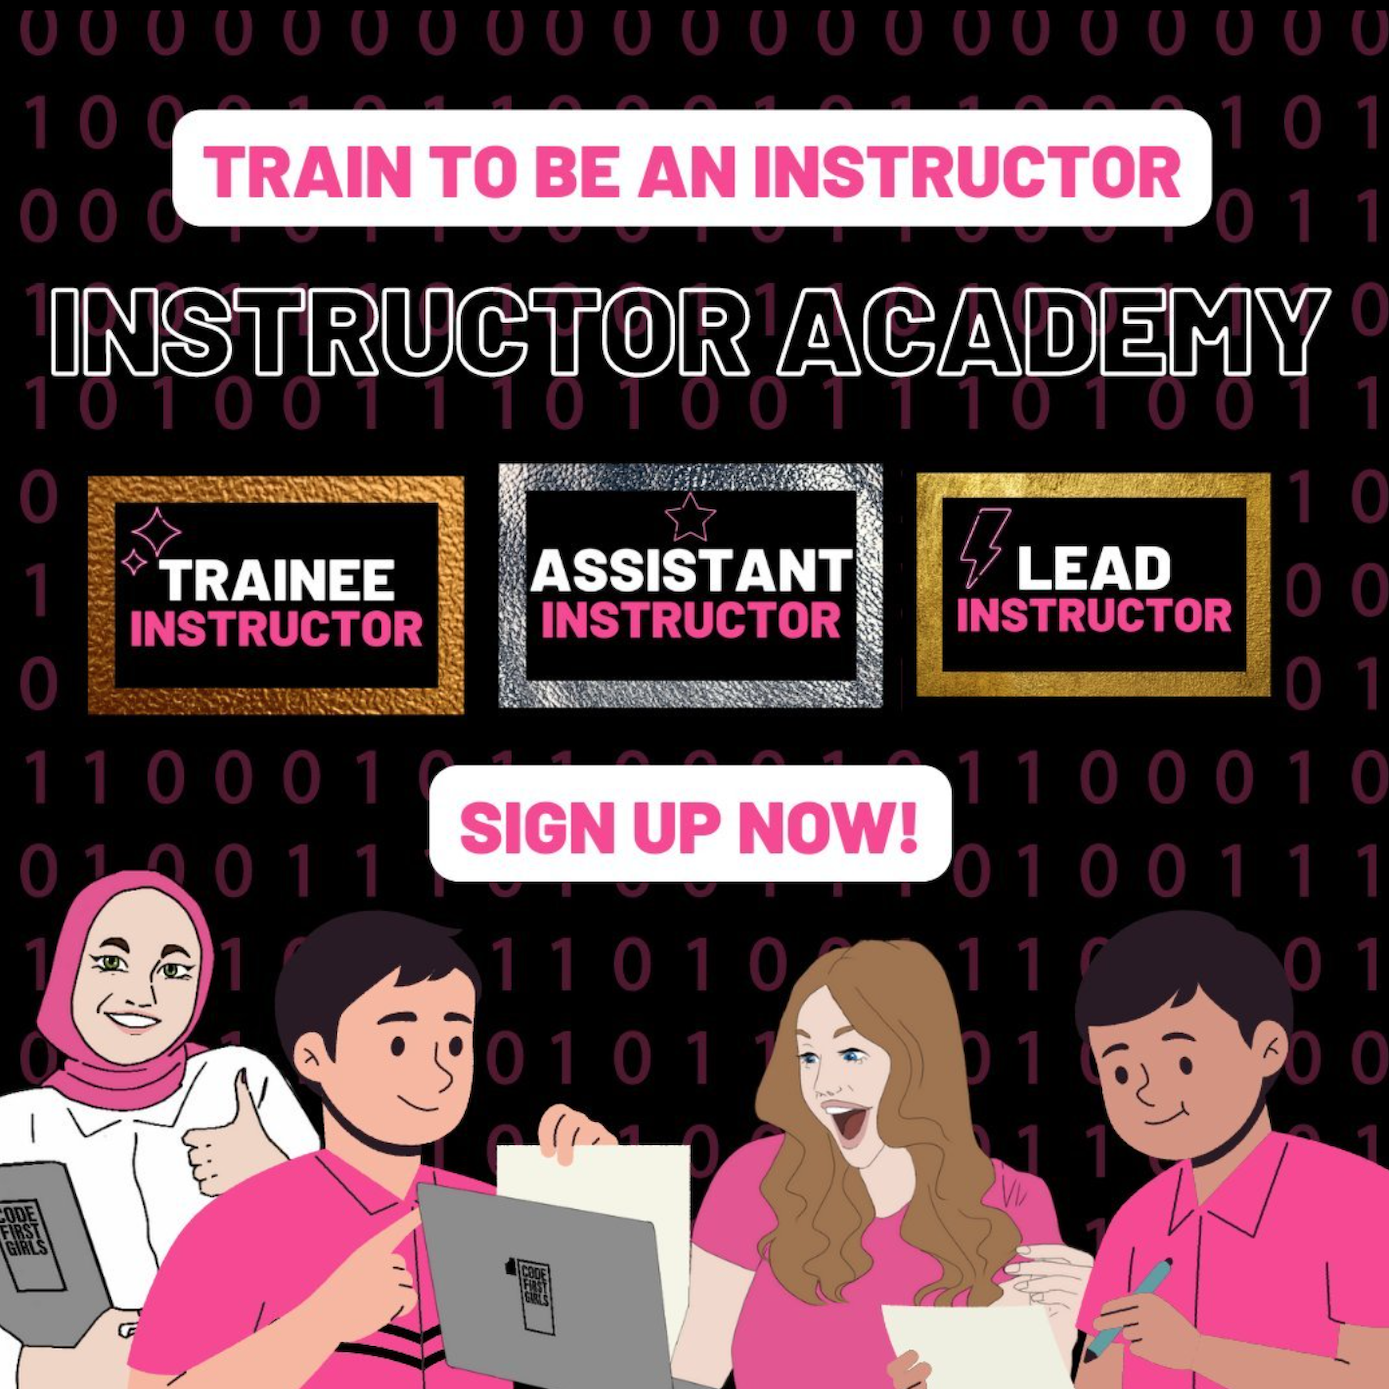 TRAIN TO BE AN INSTRUCTOR
INSTRUCTOR ACADEMY
TRAINEE
INSTRUCTOR
ASSISTANT
INSTRUCTOR
LEAD
INSTRUCTOR
SIGN UP NOW!
CODE
FIRST
GIRLS
CODE
FIRST
GIRLS